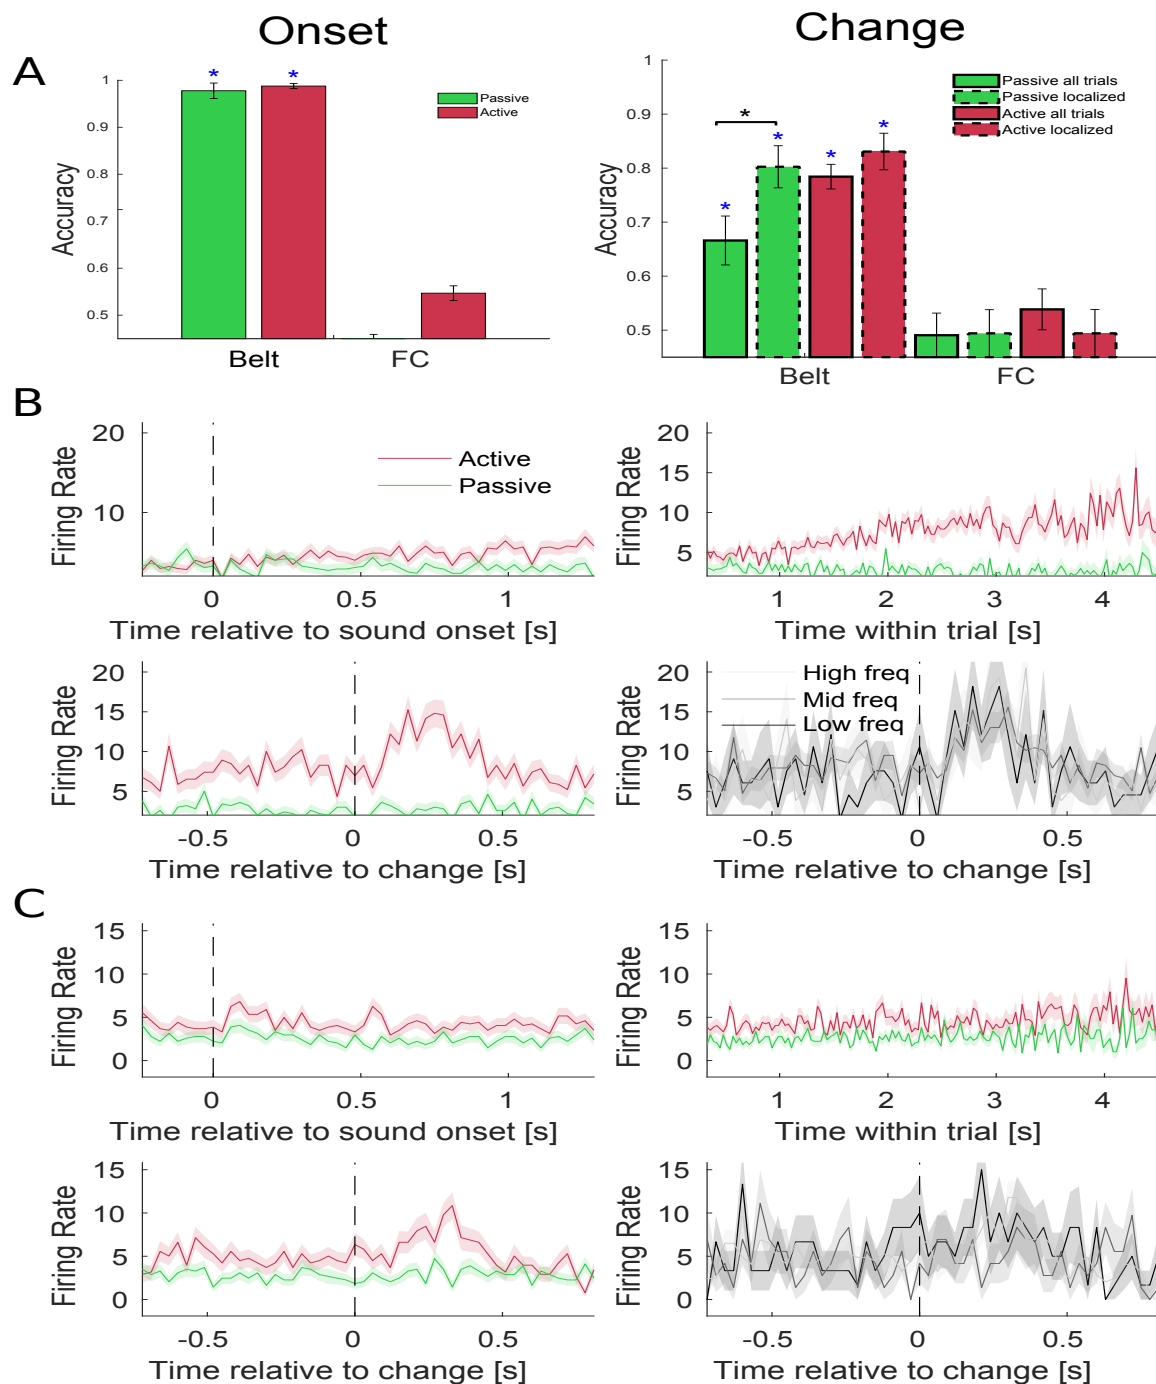 Onset
Change
A
Accuracy
1
0.9
0.8
0.7
0.6
0.5
*
*
Passive
Active
Belt
FC
Accuracy
1
0.9
0.8
0.7
0.6
0.5
*
*
*
*
*
Passive all trials
Passive localized
Active all trials
Active localized
Belt
FC
B
Firing Rate
20
10
Active
Passive
0
0.5
1
Time relative to sound onset [s]
Firing Rate
20
15
10
5
1
2
3
4
Time within trial [s]
Firing Rate
20
15
10
5
-0.5
0
0.5
Time relative to change [s]
Firing Rate
20
15
10
5
High freq
Mid freq
Low freq
-0.5
0
0.5
Time relative to change [s]
C
Firing Rate
15
10
5
0
0
0.5
1
Time relative to sound onset [s]
Firing Rate
15
10
5
0
1
2
3
4
Time within trial [s]
Firing Rate
15
10
5
0
-0.5
0
0.5
Time relative to change [s]
Firing Rate
15
10
5
0
-0.5
0
0.5
Time relative to change [s]